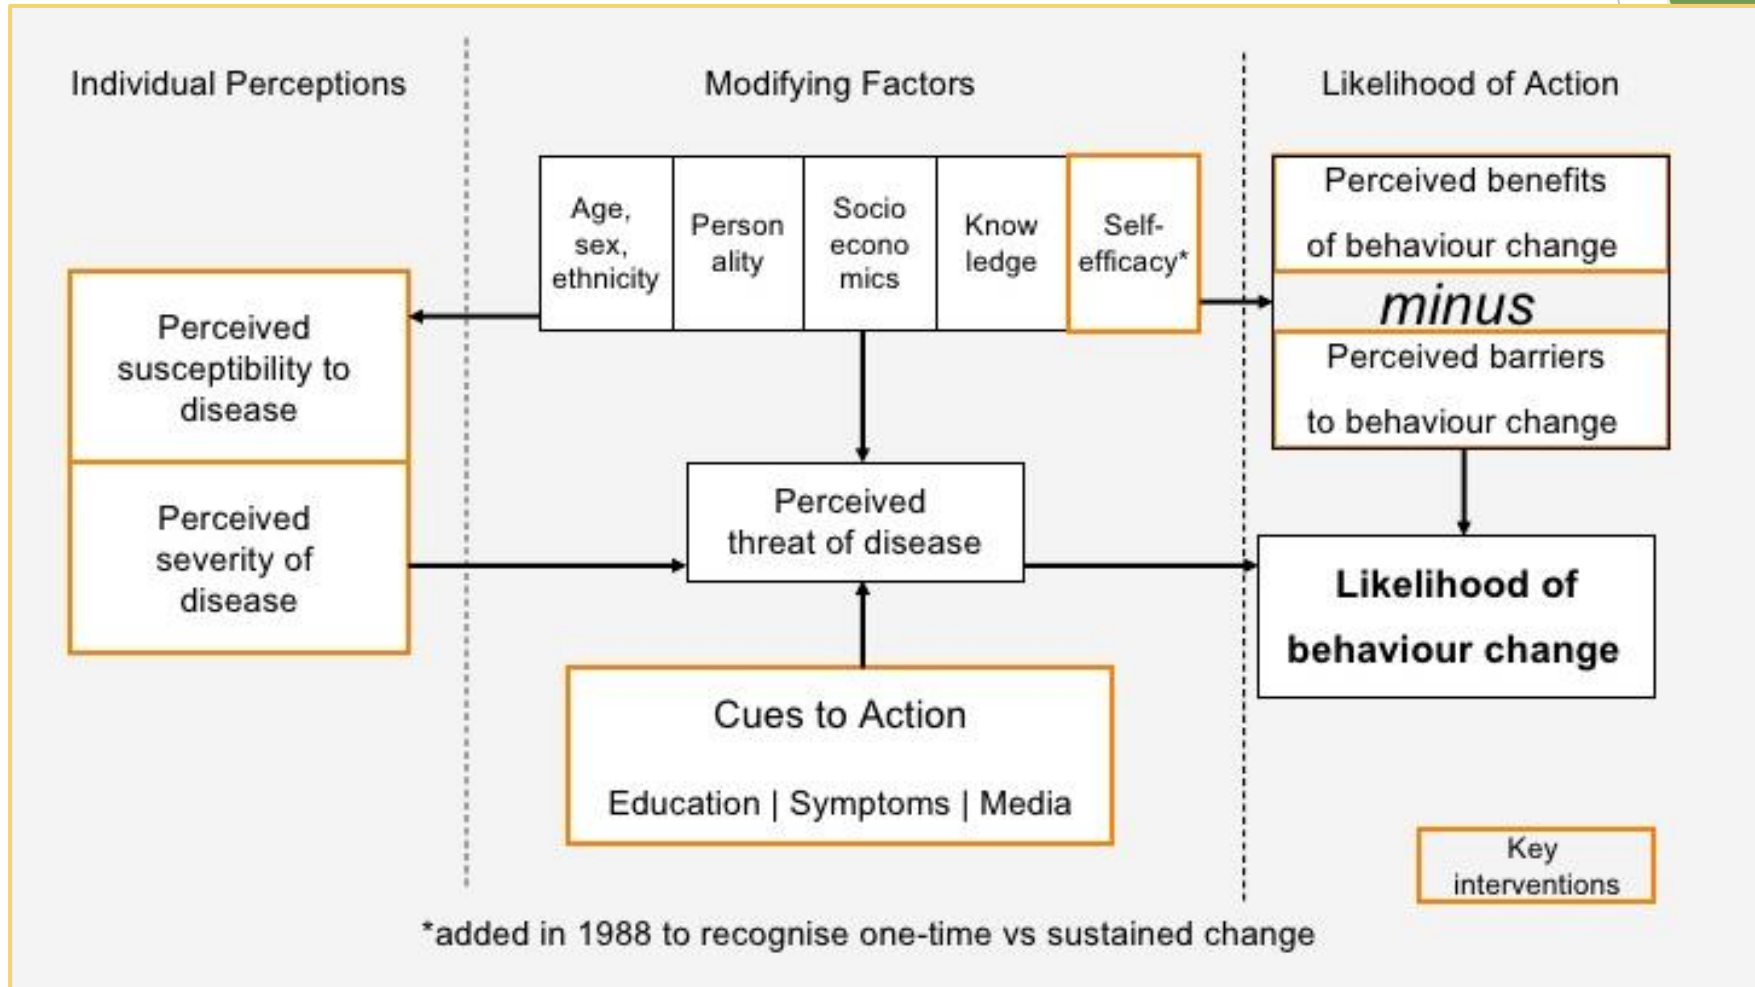 Individual Perceptions
Modifying Factors
Likelihood of Action
Age,
sex,
ethnicity
Person
ality
Socio
econo
mics
Know
ledge
Self-
efficacy*
Perceived benefits
of behaviour change
minus
Perceived barriers
to behaviour change
Perceived
susceptibility to
disease
Perceived
severity of
disease
Perceived
threat of disease
Likelihood of
behaviour change
Cues to Action
Education | Symptoms | Media
Key
interventions
*added in 1988 to recognise one-time vs sustained change